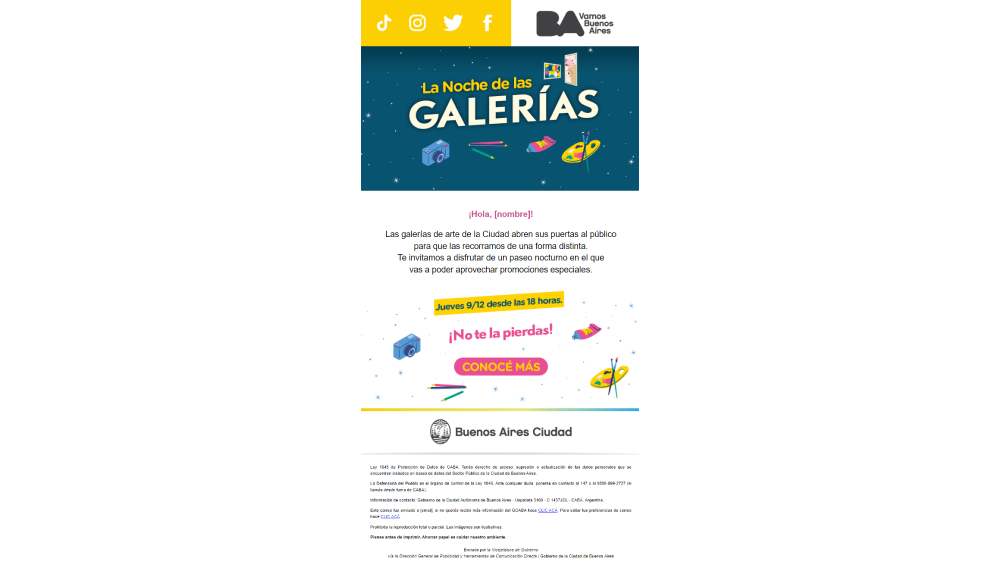 BA Vamos
Buenos
Aires
La Noche de las
GALERÍAS
¡Hola, [nombre]!
Las galerías de arte de la Ciudad abren sus puertas al público
para que las recorramos de una forma distinta.
Te invitamos a disfrutar de un paseo nocturno en el que
vas a poder aprovechar promociones especiales.
Jueves 9/12 desde las 18 horas.
¡No te la pierdas!
CONOCÉ MÁS
Buenos Aires Ciudad
Ley 1845 de Protección de Datos de CABA. Tenés derecho de acceso, supresión o actualización de tus datos personales que se
encuentren incluidos en bases de datos del Sector Público de la Ciudad de Buenos Aires.
La Defensoría del Pueblo es el órgano de control de la Ley 1845. Ante cualquier duda, ponerse en contacto al 147 o al 0800-999-2727 (si
llamás desde fuera de CABA).
Información de contacto: Gobierno de la Ciudad Autónoma de Buenos Aires - Uspallata 3160 - C 1437JCL - CABA, Argentina.
Este correo fue enviado a [email], si no querés recibir más información del GCABA hace CLIC ACÁ. Para editar tus preferencias de correo
hace CLIC ACÁ.
Prohibida la reproducción total o parcial. Las imágenes son ilustrativas.
Piense antes de imprimir. Ahorrar papel es cuidar nuestro ambiente.
Enviado por la Vicejefatura de Gobierno
vía la Dirección General de Publicidad y Herramientas de Comunicación Directa | Gobierno de la Ciudad de Buenos Aires